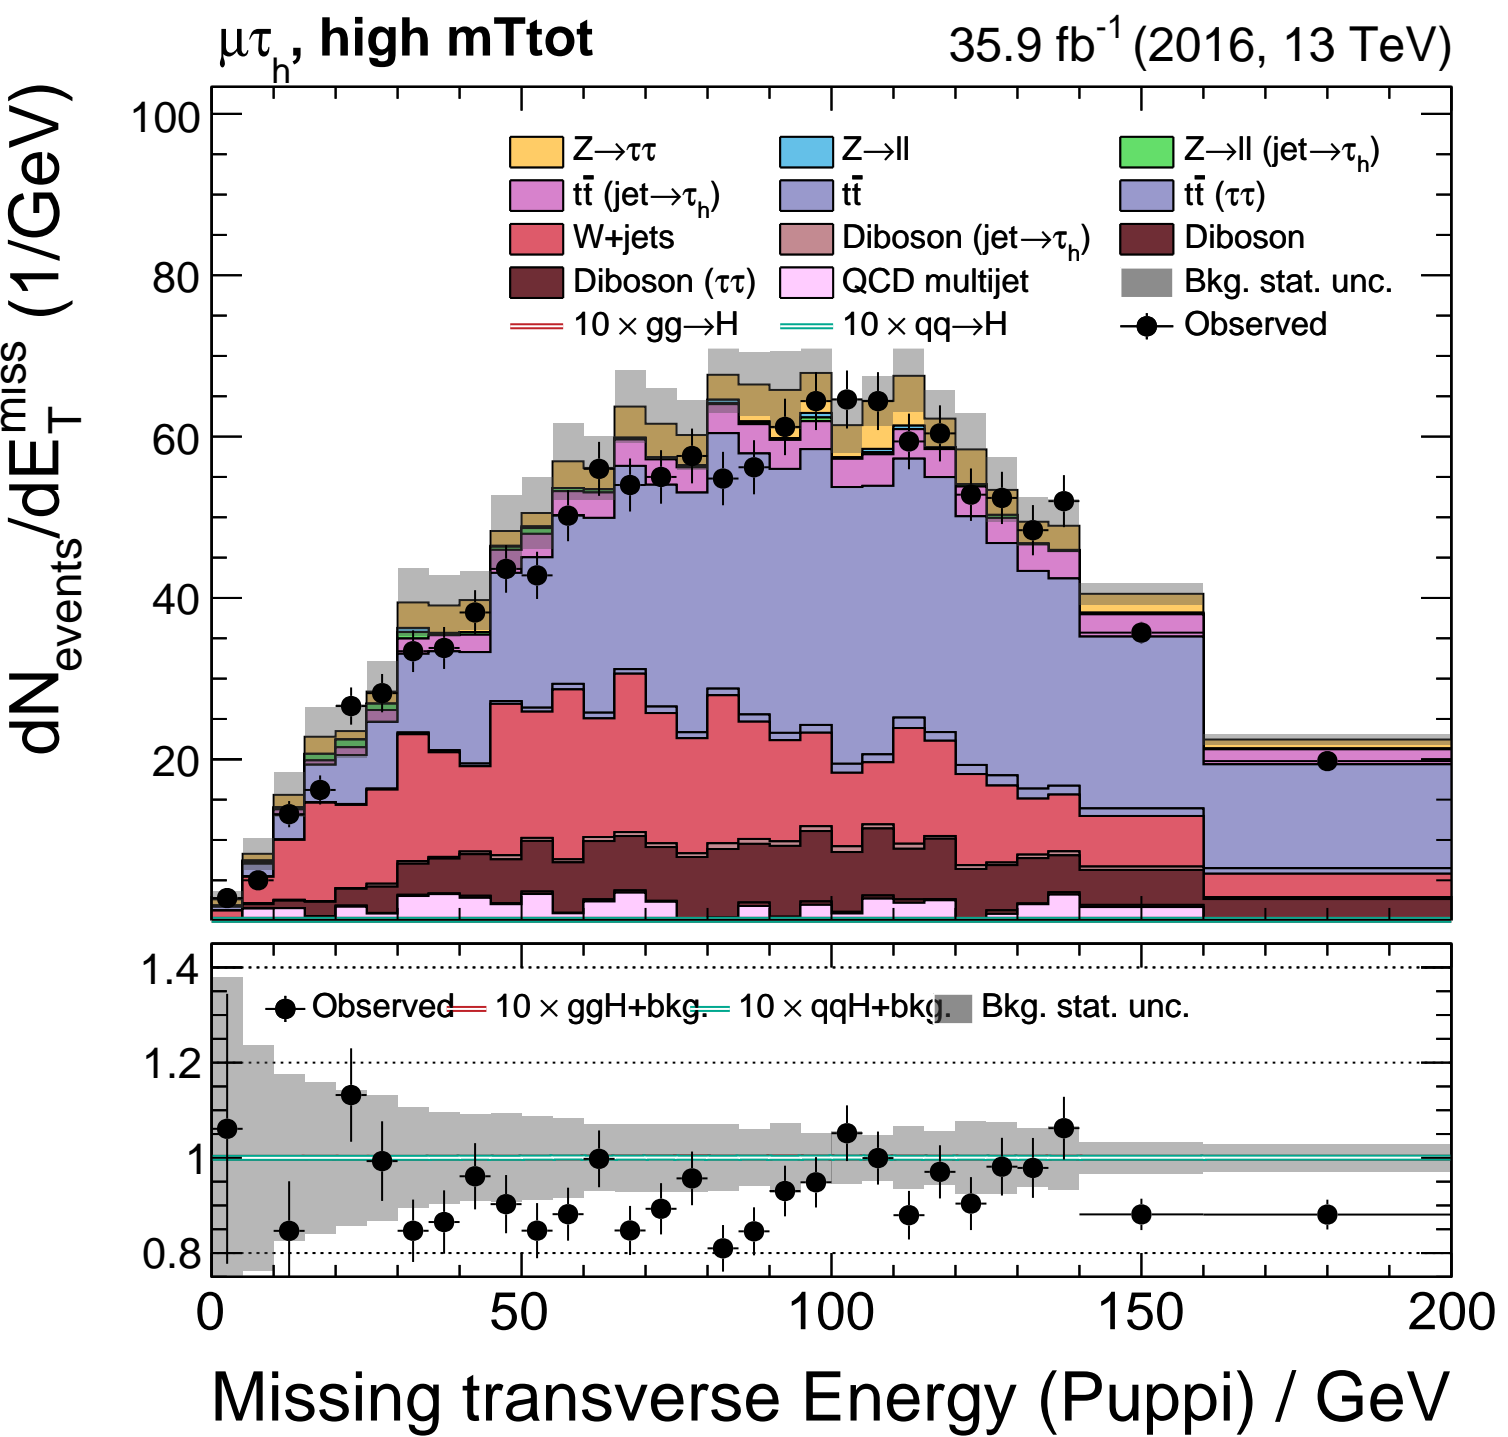 μτh, high mTtot 35.9 fb-1 (2016, 13 TeV)
dNevents/dETmiss (1/GeV)
100
80
60
40
20
Z→ττ Z→ll Z→ll (jet→τh)
tt̄ (jet→τh) tt̄ tt̄ (ττ)
W+jets Diboson (jet→τh) Diboson
Diboson (ττ) QCD multijet Bkg. stat. unc.
10 × gg→H 10 × qq→H Observed
1.4
1.2
1
0.8
Observed 10 × ggH+bkg. 10 × qqH+bkg. Bkg. stat. unc.
0 50 100 150 200
Missing transverse Energy (Puppi) / GeV